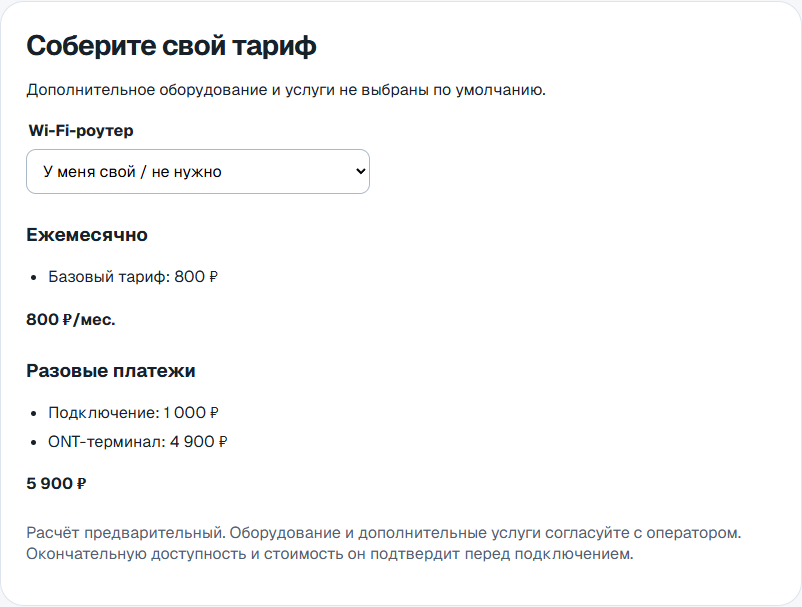 Соберите свой тариф
Дополнительное оборудование и услуги не выбраны по умолчанию.
Wi-Fi-роутер
У меня свой / не нужно
Ежемесячно
• Базовый тариф: 800 ₽
800 ₽/мес.
Разовые платежи
• Подключение: 1 000 ₽
• ONT-терминал: 4 900 ₽
5 900 ₽
Расчёт предварительный. Оборудование и дополнительные услуги согласуйте с оператором.
Окончательную доступность и стоимость он подтвердит перед подключением.